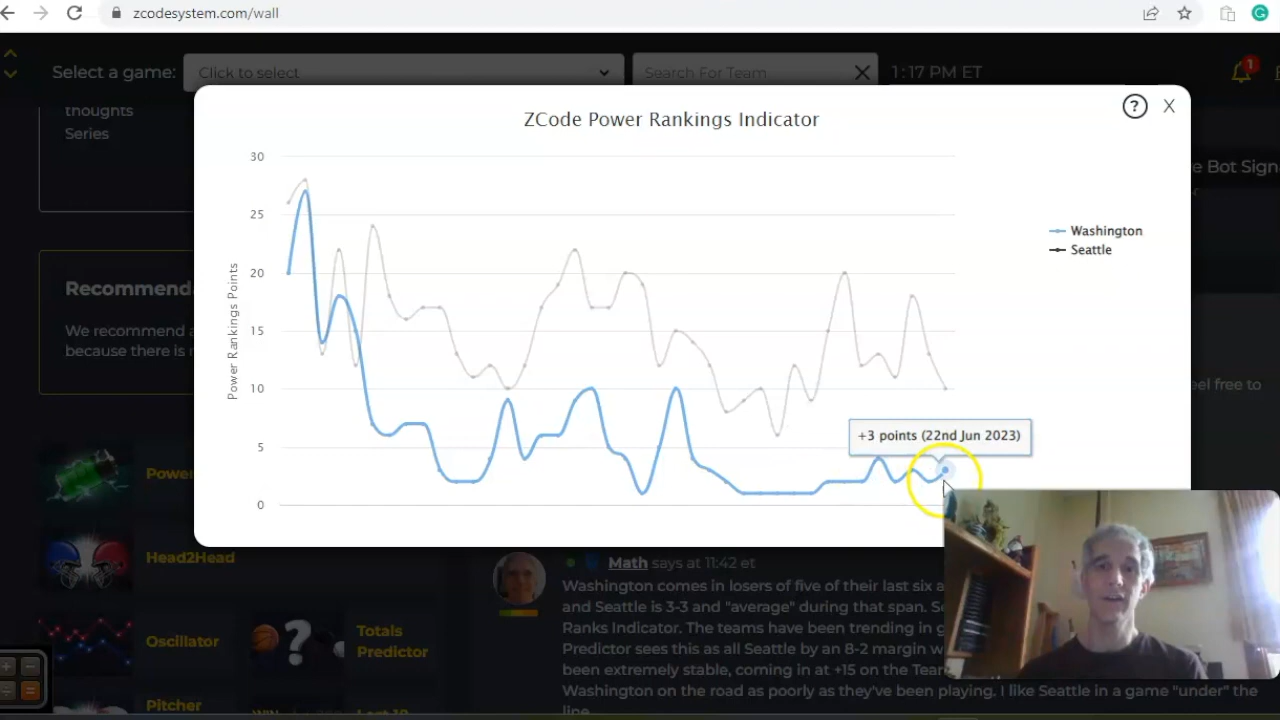 zcodesystem.com/wall
Select a game:
Click to select
Search For Team
1:17 PM ET
1
thoughts
Series
ZCode Power Rankings Indicator
?
X
e Bot Sign
30
25
20
15
10
5
0
Power Rankings Points
Washington
Seattle
+3 points (22nd Jun 2023)
Recommend
We recommend a
because there is
eel free to
Power
Head2Head
Oscillator
?
Totals
Predictor
Pitcher
Last 10
Math says at 11:42 et
Washington comes in losers of five of their last six a
and Seattle is 3-3 and "average" during that span. S
Ranks Indicator. The teams have been trending in
Predictor sees this as all Seattle by an 8-2 margin w
been extremely stable, coming in at +15 on the Tea
Washington on the road as poorly as they've been playing. I like Seattle in a game "under" the
line.